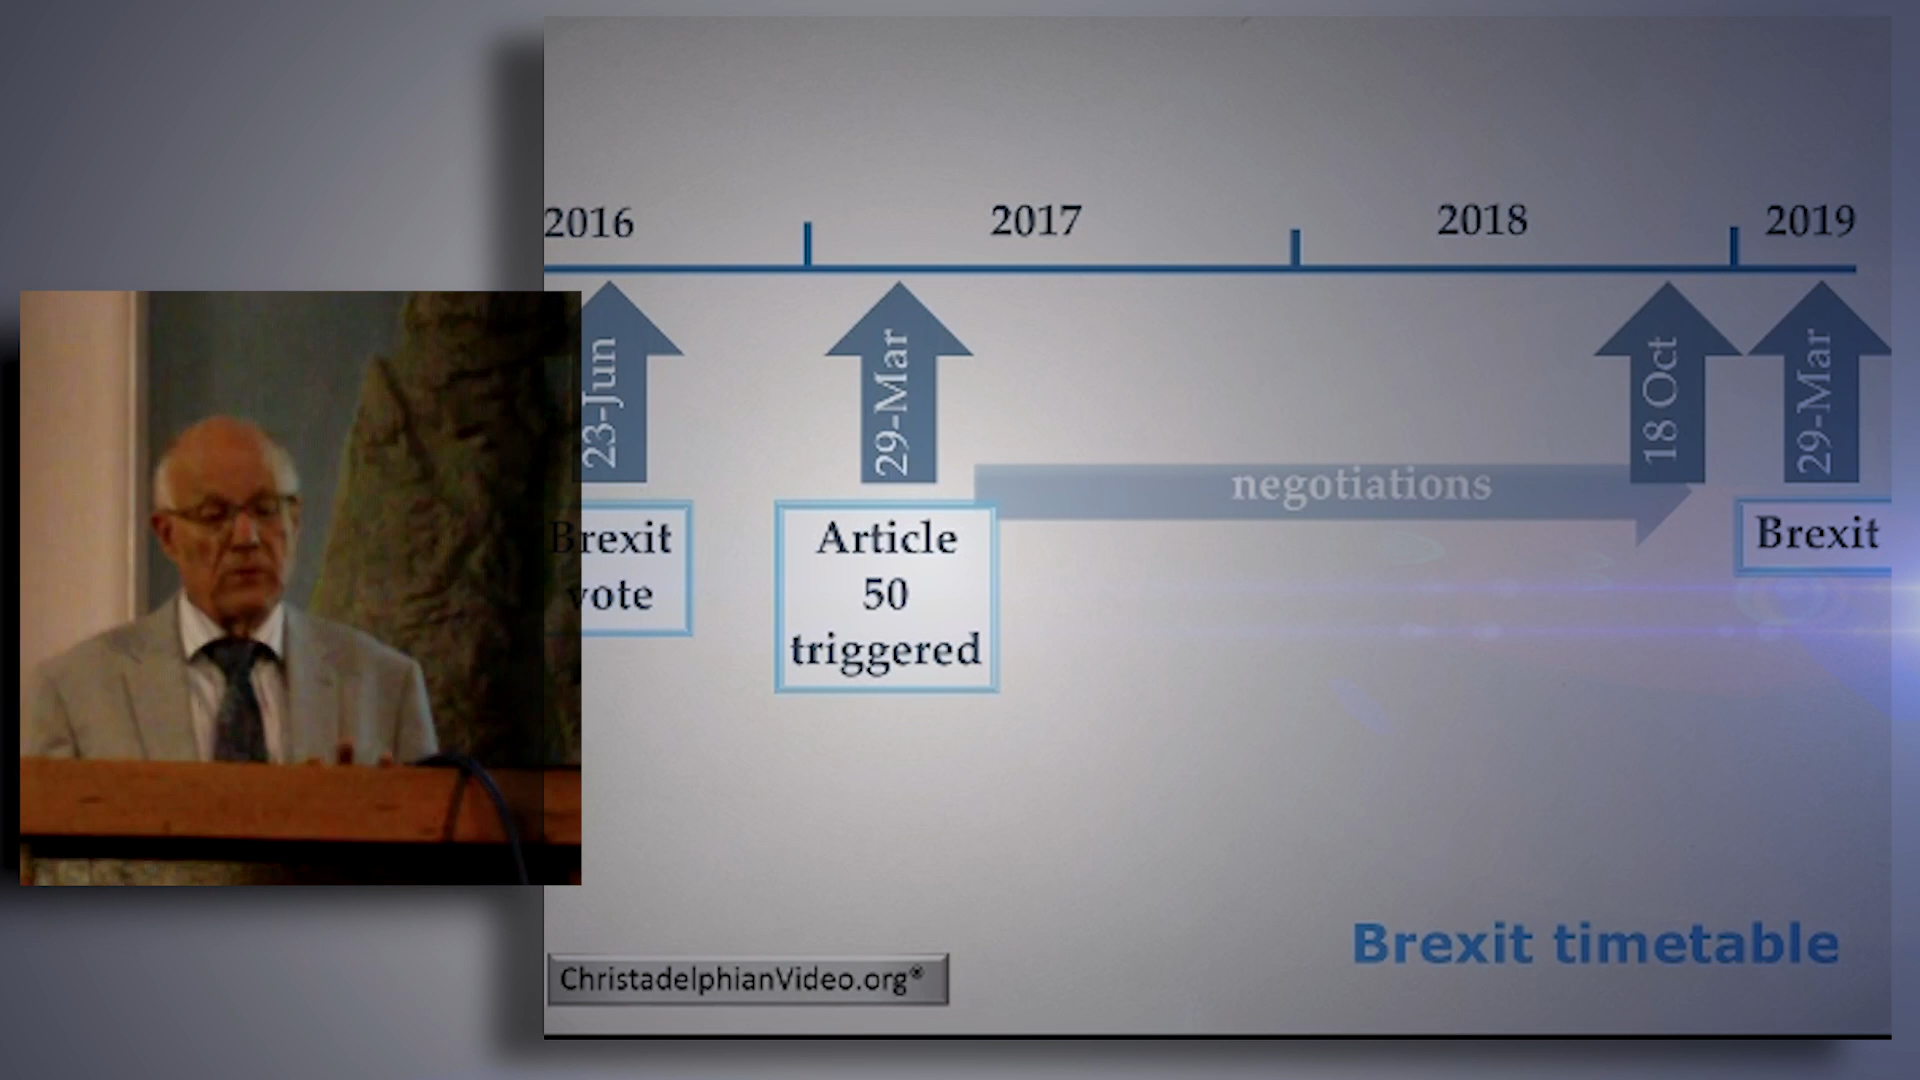 2016 2017 2018 2019
23-Jun
29-Mar
18 Oct
29-Mar
negotiations
Brexit
vote
Article
50
triggered
Brexit
Brexit timetable
ChristadelphianVideo.org®